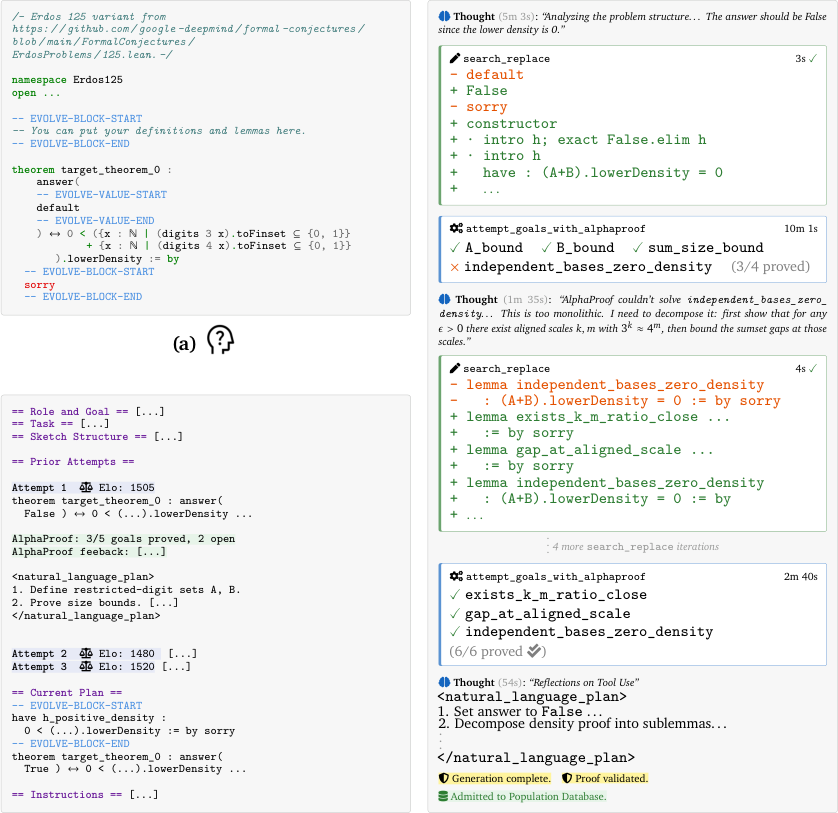 /- Erdos 125 variant from
https://github.com/google-deepmind/formal-conjectures/
blob/main/FormalConjectures/
ErdosProblems/125.lean. -/
namespace Erdos125
open ...
-- EVOLVE-BLOCK-START
-- You can put your definitions and lemmas here.
-- EVOLVE-BLOCK-END
theorem target_theorem_0 :
answer(
-- EVOLVE-VALUE-START
default
-- EVOLVE-VALUE-END
) ↔ 0 < ({x : ℕ | (digits 3 x).toFinset ⊆ {0, 1}}
+ {x : ℕ | (digits 4 x).toFinset ⊆ {0, 1}}
).lowerDensity := by
-- EVOLVE-BLOCK-START
sorry
-- EVOLVE-BLOCK-END
(a)
== Role and Goal == [...]
== Task == [...]
== Sketch Structure == [...]
== Prior Attempts ==
Attempt 1 Elo: 1505
theorem target_theorem_0 : answer(
False ) ↔ 0 < (...).lowerDensity ...
AlphaProof: 3/5 goals proved, 2 open
AlphaProof feeback: [...]
<natural_language_plan>
1. Define restricted-digit sets A, B.
2. Prove size bounds. [...]
</natural_language_plan>
Attempt 2 Elo: 1480 [...]
Attempt 3 Elo: 1520 [...]
== Current Plan ==
-- EVOLVE-BLOCK-START
have h_positive_density :
0 < (...).lowerDensity := by sorry
-- EVOLVE-BLOCK-END
theorem target_theorem_0 : answer(
True ) ↔ 0 < (...).lowerDensity ...
== Instructions == [...]
Thought (5m 3s): “Analyzing the problem structure... The answer should be False
since the lower density is 0.”
search_replace 3s ✓
- default
+ False
- sorry
+ constructor
+ · intro h; exact False.elim h
+ · intro h
+ have : (A+B).lowerDensity = 0
+ ...
attempt_goals_with_alphaproof 10m 1s
✓ A_bound ✓ B_bound ✓ sum_size_bound
× independent_bases_zero_density (3/4 proved)
Thought (1m 35s): “AlphaProof couldn't solve independent_bases_zero_
density... This is too monolithic. I need to decompose it: first show that for any
ϵ > 0 there exist aligned scales k, m with 3^k ≈ 4^m, then bound the sumset gaps at those
scales.”
search_replace 4s ✓
- lemma independent_bases_zero_density
- : (A+B).lowerDensity = 0 := by sorry
+ lemma exists_k_m_ratio_close ...
+ := by sorry
+ lemma gap_at_aligned_scale ...
+ := by sorry
+ lemma independent_bases_zero_density
+ : (A+B).lowerDensity = 0 := by
+ ...
⋮ 4 more search_replace iterations
attempt_goals_with_alphaproof 2m 40s
✓ exists_k_m_ratio_close
✓ gap_at_aligned_scale
✓ independent_bases_zero_density
(6/6 proved)
Thought (54s): “Reflections on Tool Use”
<natural_language_plan>
1. Set answer to False ...
2. Decompose density proof into sublemmas...
⋮
</natural_language_plan>
Generation complete. Proof validated.
Admitted to Population Database.